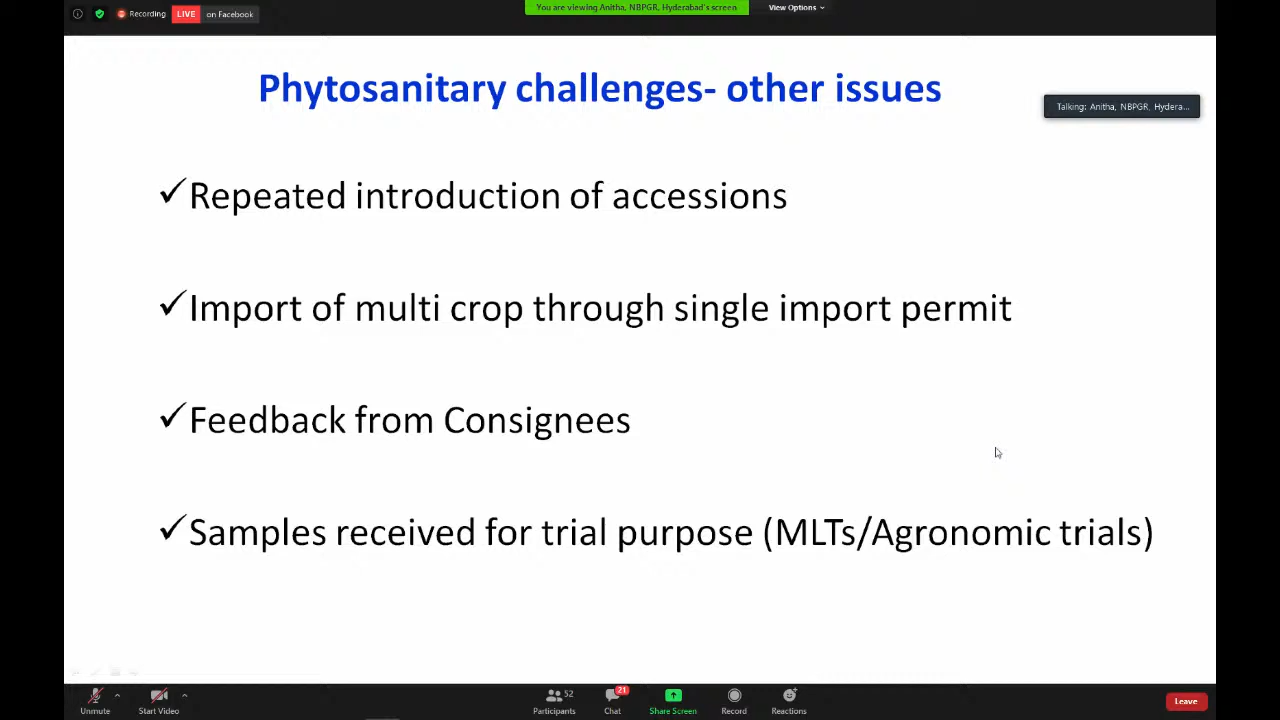 Recording
LIVE
on Facebook
You are viewing Anitha, NBPGR, Hyderabad's screen
View Options
Phytosanitary challenges- other issues
Talking: Anitha, NBPGR, Hydera...
✓Repeated introduction of accessions
✓Import of multi crop through single import permit
✓Feedback from Consignees
✓Samples received for trial purpose (MLTs/Agronomic trials)
Unmute
Start Video
52
Participants
21
Chat
Share Screen
Record
Reactions
Leave